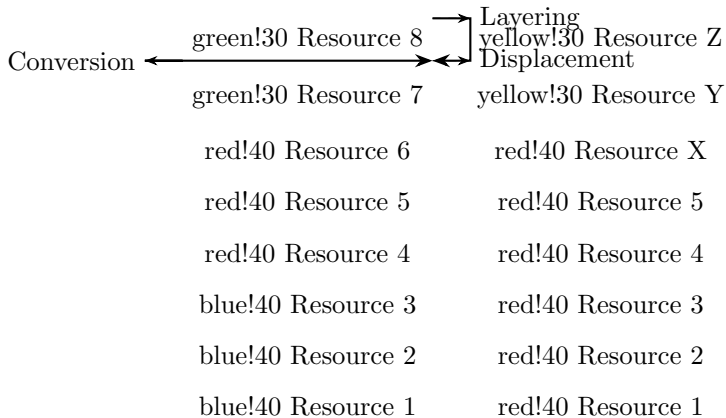 Layering
green!30 Resource 8 yellow!30 Resource Z
Conversion Displacement
green!30 Resource 7 yellow!30 Resource Y
red!40 Resource 6 red!40 Resource X
red!40 Resource 5 red!40 Resource 5
red!40 Resource 4 red!40 Resource 4
blue!40 Resource 3 red!40 Resource 3
blue!40 Resource 2 red!40 Resource 2
blue!40 Resource 1 red!40 Resource 1